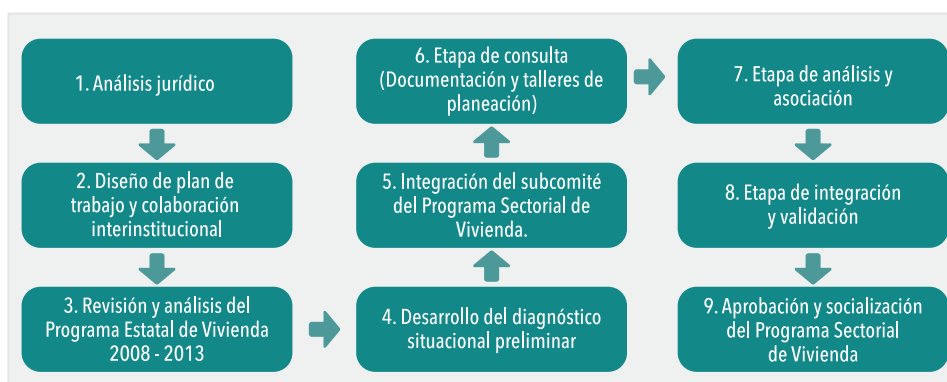 1. Análisis jurídico
2. Diseño de plan de
trabajo y colaboración
interinstitucional
3. Revisión y análisis del
Programa Estatal de Vivienda
2008 - 2013
4. Desarrollo del diagnóstico
situacional preliminar
5. Integración del subcomité
del Programa Sectorial de
Vivienda.
6. Etapa de consulta
(Documentación y talleres de
planeación)
7. Etapa de análisis y
asociación
8. Etapa de integración
y validación
9. Aprobación y socialización
del Programa Sectorial
de Vivienda